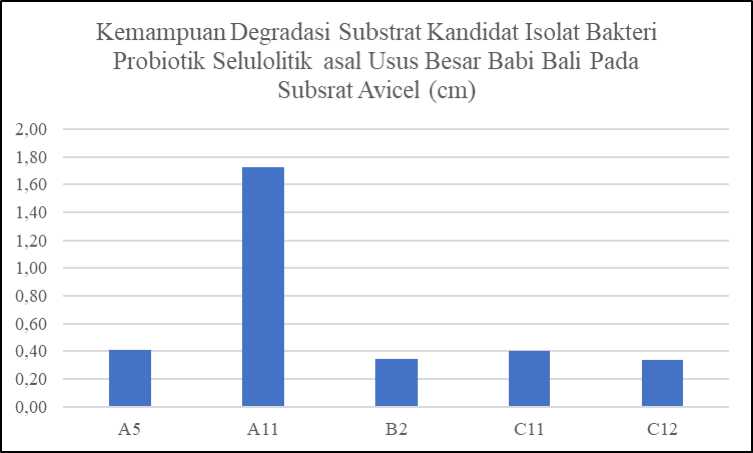 Kemampuan Degradasi Substrat Kandidat Isolat Bakteri
Probiotik Selulolitik asal Usus Besar Babi Bali Pada
Subsrat Avicel (cm)
2,00
1,80
1,60
1,40
1,20
1,00
0,80
0,60
0,40
0,20
0,00
A5 A11 B2 C11 C12